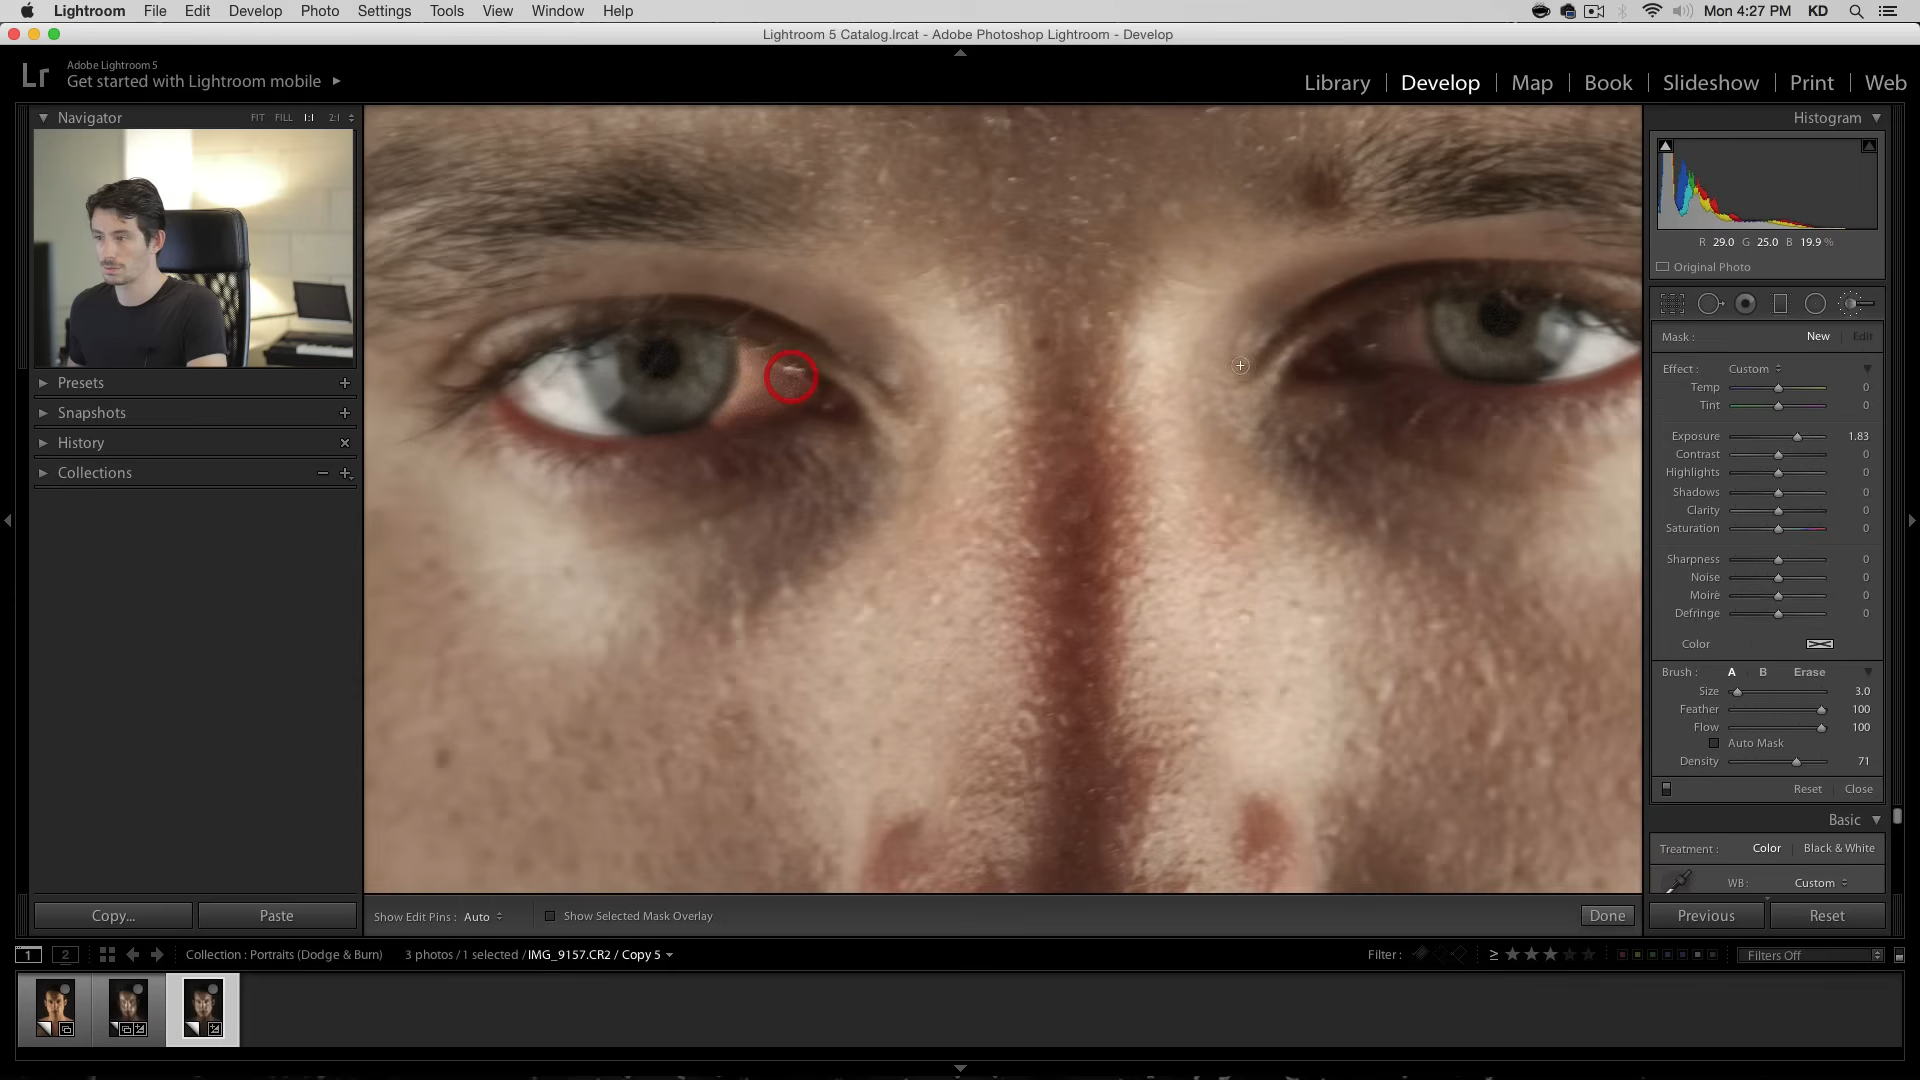 Lightroom File Edit Develop Photo Settings Tools View Window Help Mon 4:27 PM KD
Lightroom 5 Catalog.lrcat - Adobe Photoshop Lightroom - Develop
Lr
Adobe Lightroom 5
Get started with Lightroom mobile
Library Develop Map Book Slideshow Print Web
Navigator FIT FILL 1:1 2:1
Presets
Snapshots
History
Collections
Copy... Paste
Histogram
R 29.0 G 25.0 B 19.9 %
Original Photo
Mask : New Edit
Effect : Custom
Temp 0
Tint 0
Exposure 1.83
Contrast 0
Highlights 0
Shadows 0
Clarity 0
Saturation 0
Sharpness 0
Noise 0
Moiré 0
Defringe 0
Color
Brush : A B Erase
Size 3.0
Feather 100
Flow 100
Auto Mask
Density 71
Reset Close
Basic
Treatment : Color Black & White
WB : Custom
Previous Reset
Show Edit Pins : Auto Show Selected Mask Overlay Done
1 2 Collection : Portraits (Dodge & Burn) 3 photos / 1 selected / IMG_9157.CR2 / Copy 5 Filter : ≥ Filters Off